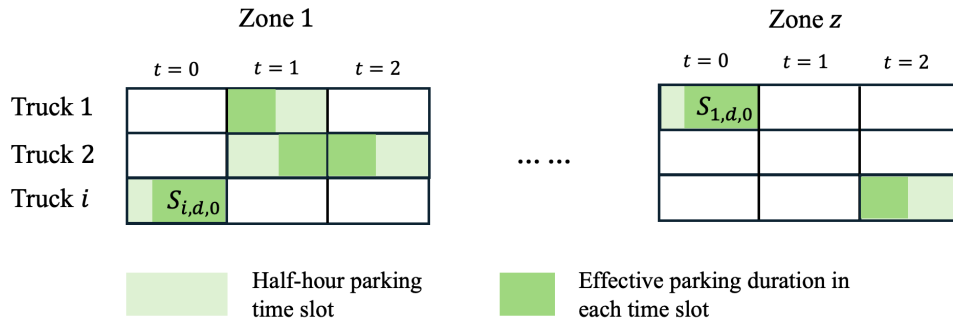 Zone 1
Zone z
t = 0 t = 1 t = 2
t = 0 t = 1 t = 2
Truck 1
S₁,d,0
Truck 2
... ...
Truck i
Sᵢ,d,0
Half-hour parking
time slot
Effective parking duration in
each time slot